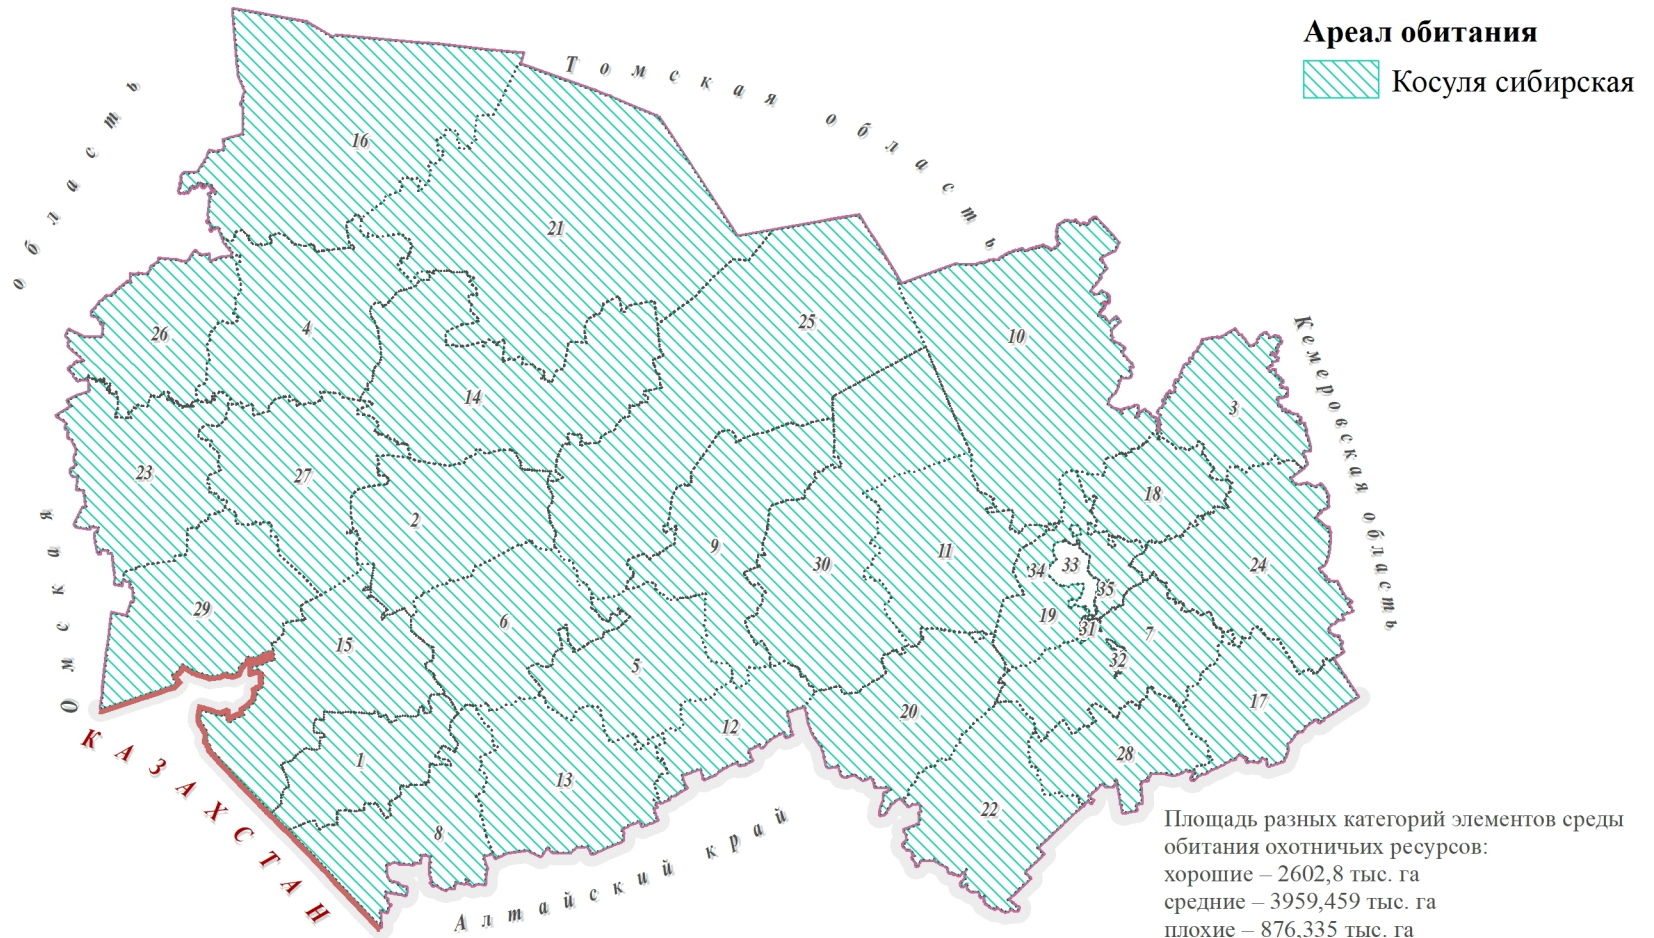 Ареал обитания
Косуля сибирская
Томская область
Омская область
Кемеровская область
КАЗАХСТАН
Алтайский край
16
21
26
4
25
10
14
3
23
27
2
18
9
30
11
34
33
35
24
29
15
6
5
19
31
7
32
20
17
12
1
13
28
8
22
Площадь разных категорий элементов среды
обитания охотничьих ресурсов:
хорошие – 2602,8 тыс. га
средние – 3959,459 тыс. га
плохие – 876,335 тыс. га